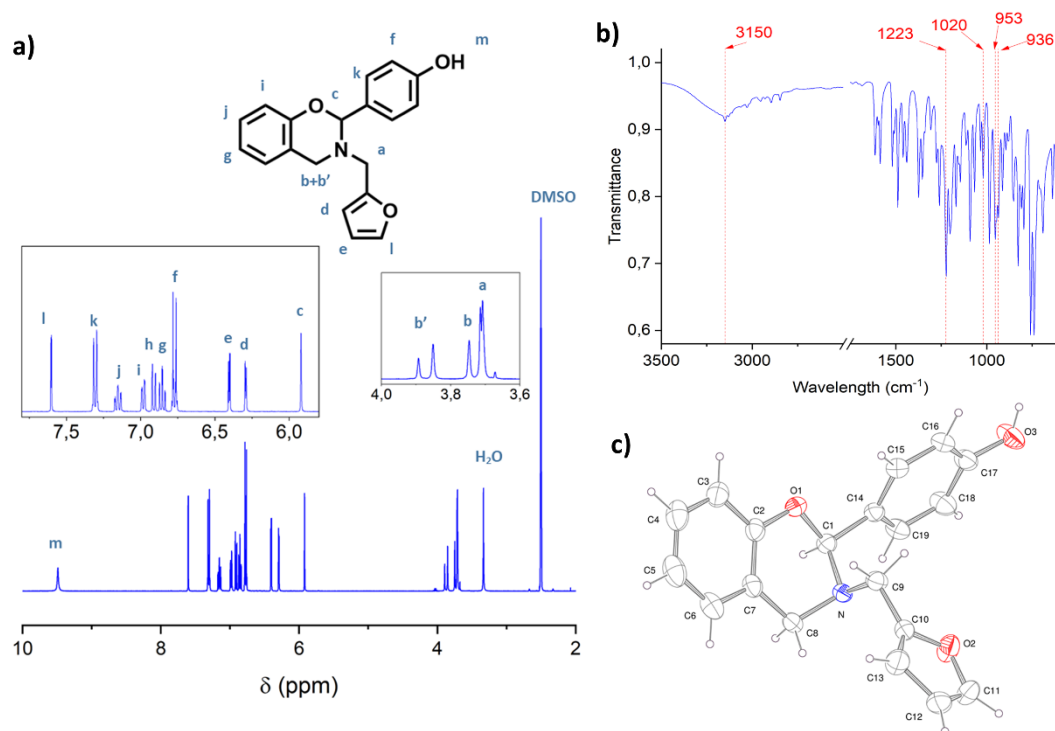 a)
f
m
OH
k
i
O
c
j
g
N
a
b+b'
d
O
e
l
DMSO
f
l
k
c
h
e
j
i
g
d
7,5
7,0
6,5
6,0
a
b'
b
4,0
3,8
3,6
H₂O
m
10
8
6
4
2
δ (ppm)
b)
3150
1223
1020
953
936
1,0
0,9
0,8
0,7
0,6
Transmittance
3500
3000
1500
1000
Wavelength (cm⁻¹)
c)
C16
O3
C15
C17
C3
O1
C14
C18
C4
C2
C1
C19
C5
C9
C6
C7
N
C8
C10
O2
C13
C11
C12